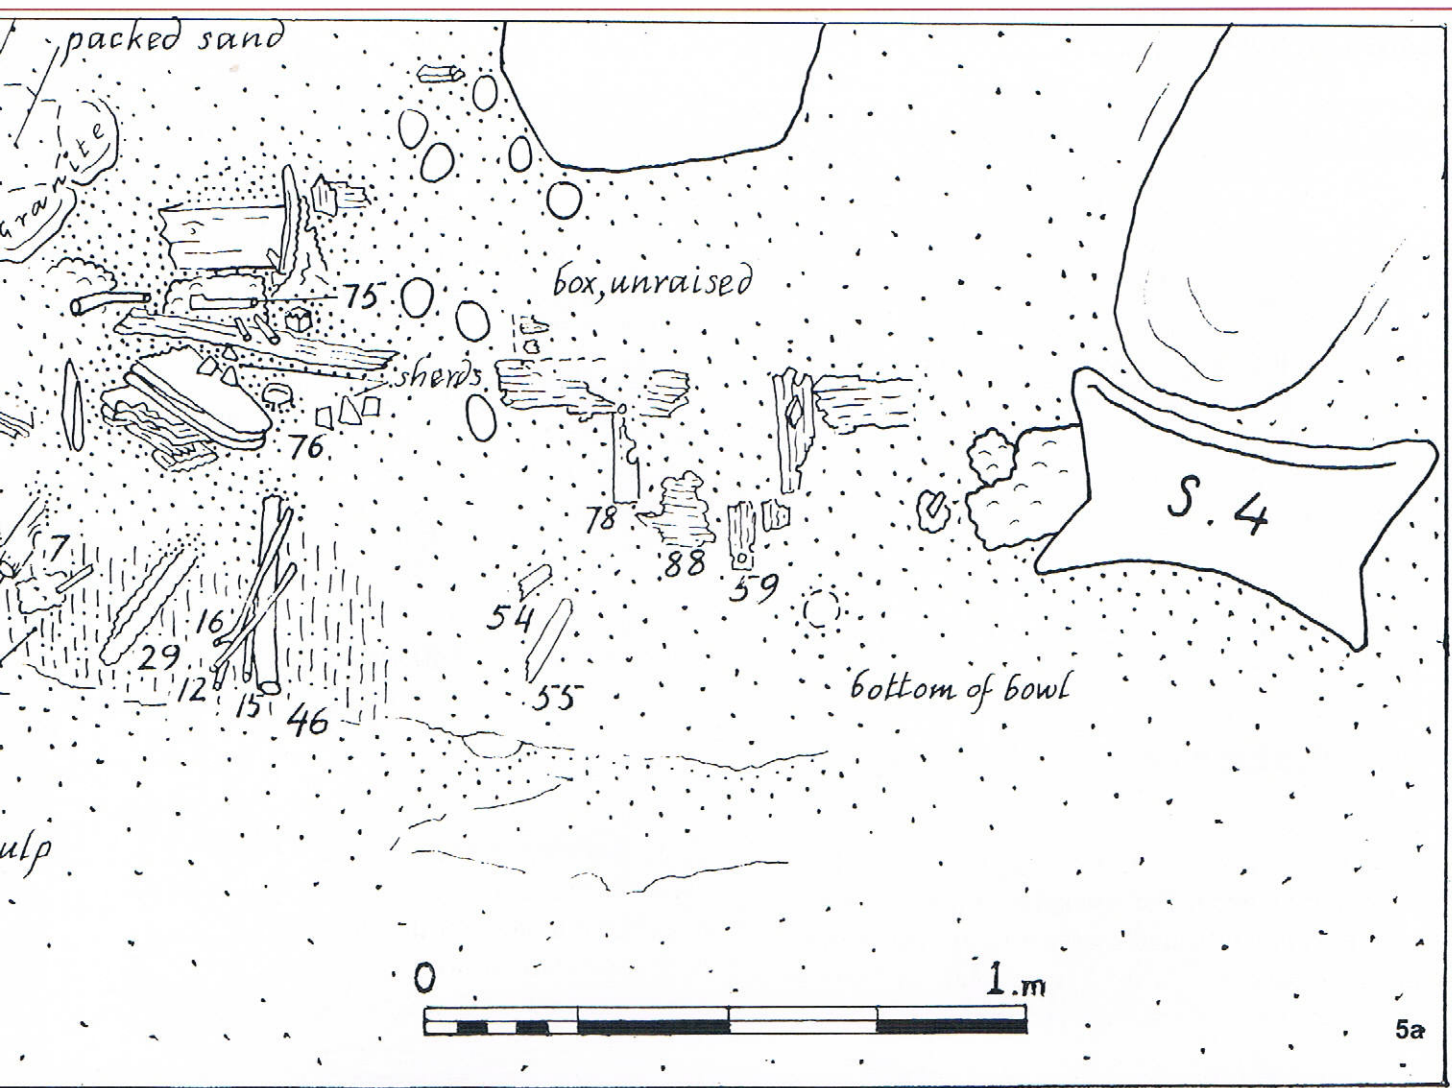 packed sand
Granite
box, unraised
75
sherds
76
S.4
78
88
59
7
54
16
29
55
12
15
46
bottom of bowl
ulp
0
1.m
5a